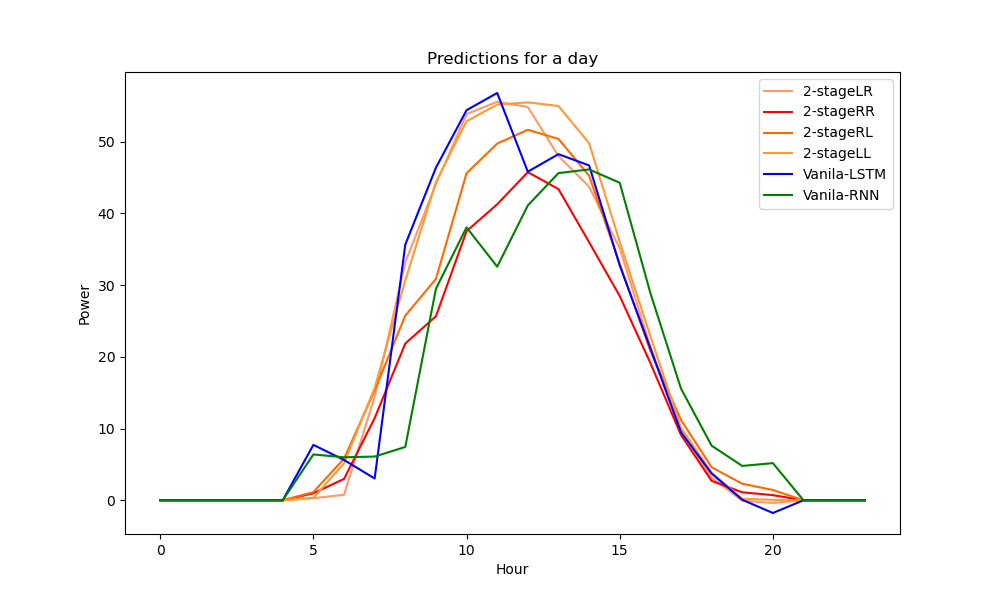 Predictions for a day
2-stageLR
2-stageRR
2-stageRL
2-stageLL
Vanila-LSTM
Vanila-RNN
Power
50
40
30
20
10
0
0 5 10 15 20
Hour